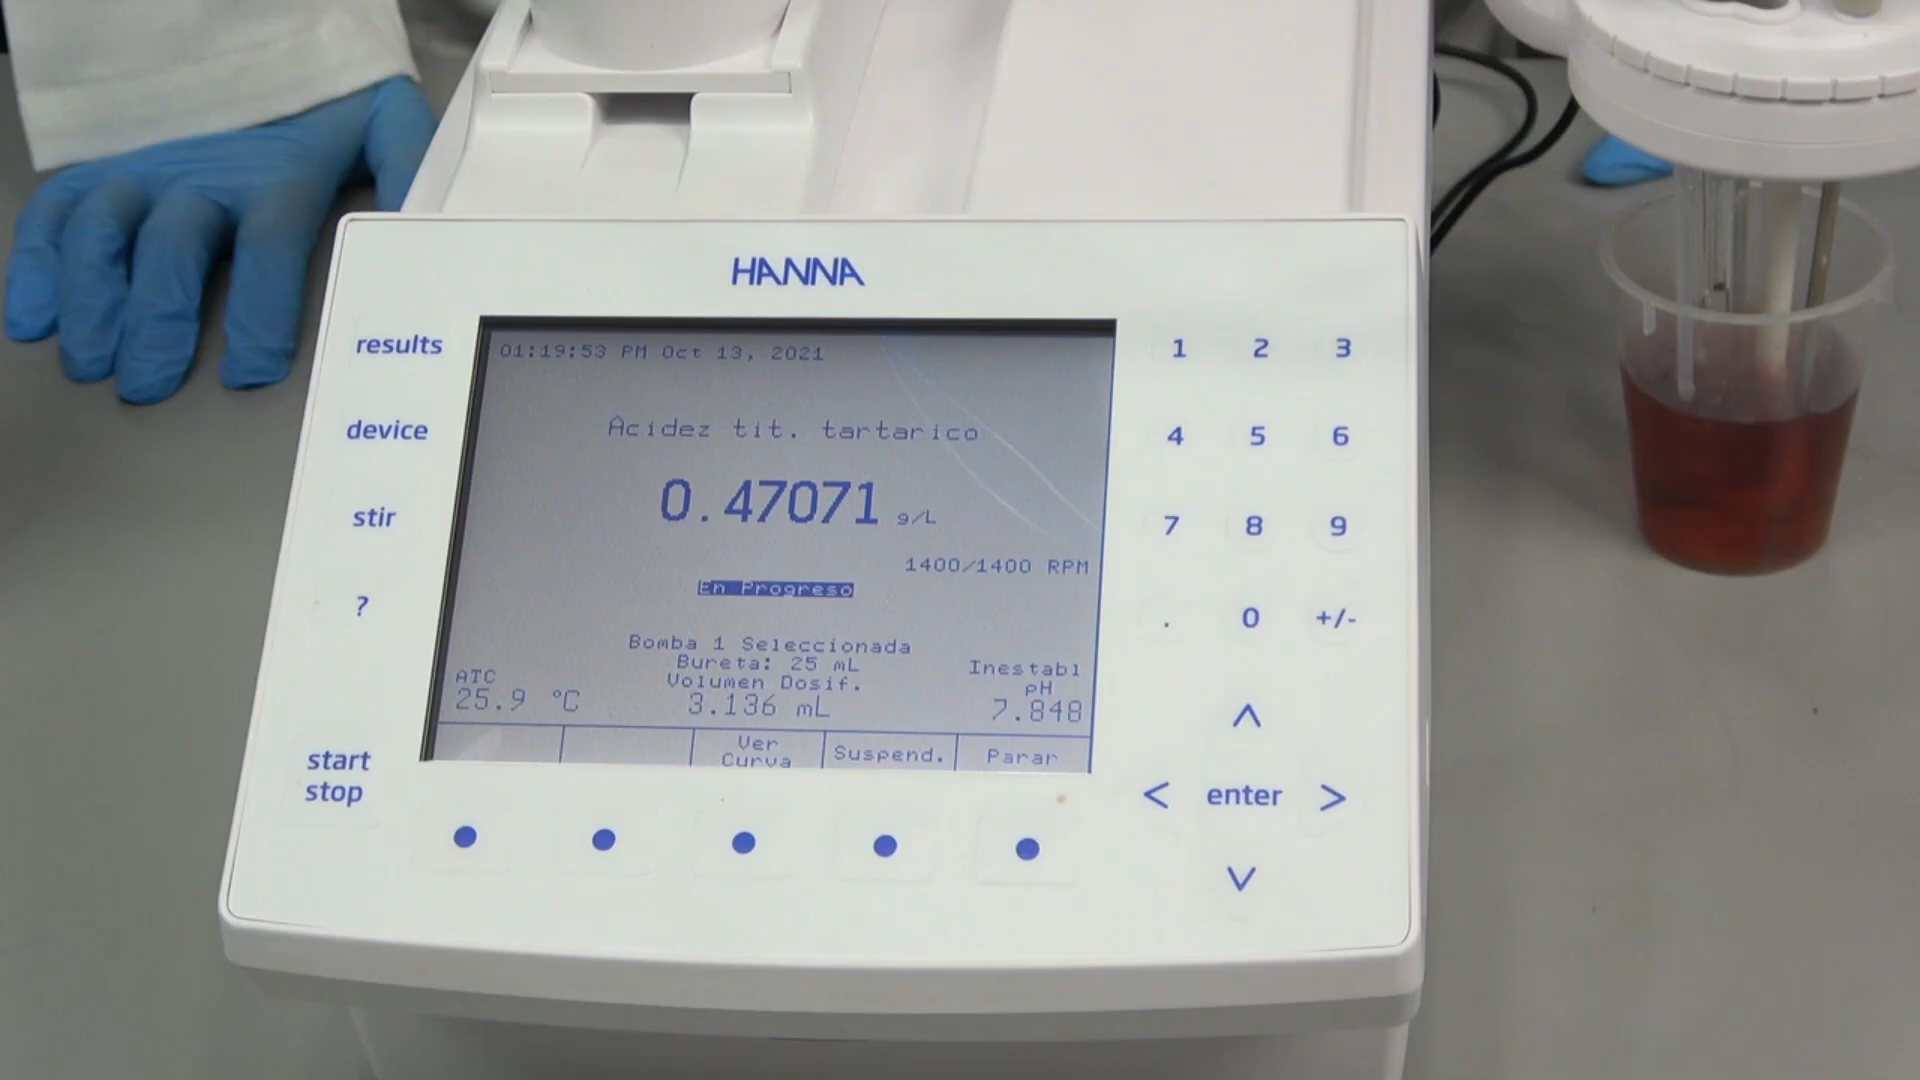 HANNA
results
device
stir
?
start
stop
01:19:53 PM Oct 13, 2021
Acidez tit. tartarico
0.47071 g/L
1400/1400 RPM
En Progreso
Bomba 1 Seleccionada
Bureta: 25 mL
Volumen Dosif.
3.136 mL
ATC
25.9 °C
Inestabl
pH
7.848
Ver
Curva
Suspend.
Parar
1 2 3
4 5 6
7 8 9
. 0 +/-
< enter >